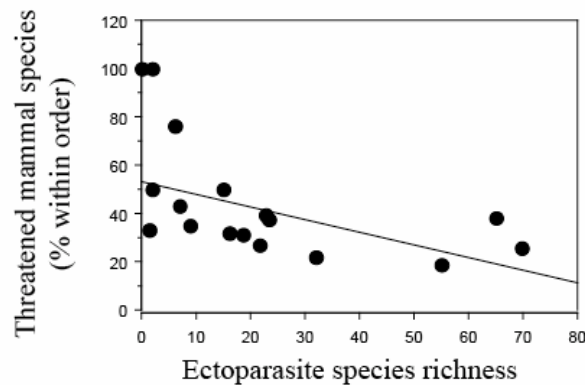 Threatened mammal species
(% within order)
120
100
80
60
40
20
0
0 10 20 30 40 50 60 70 80
Ectoparasite species richness